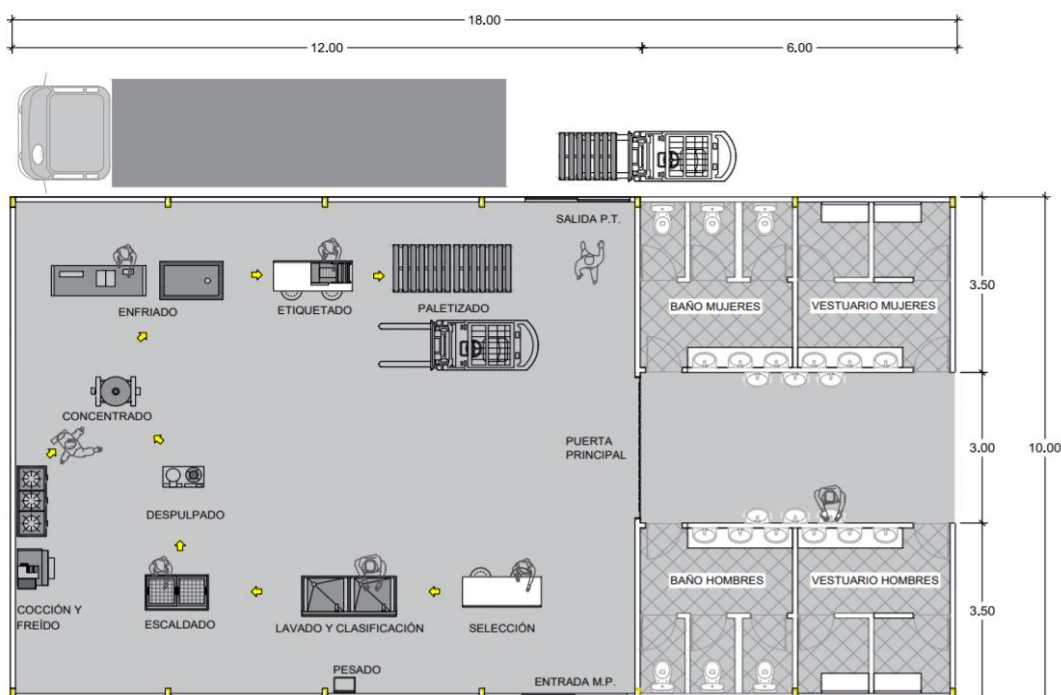 18.00
12.00
6.00
SALIDA P.T.
ENFRIADO
ETIQUETADO
PALETIZADO
BAÑO MUJERES
VESTUARIO MUJERES
3.50
CONCENTRADO
PUERTA
PRINCIPAL
3.00
10.00
DESPULPADO
COCCIÓN Y
FREÍDO
ESCALDADO
LAVADO Y CLASIFICACIÓN
SELECCIÓN
BAÑO HOMBRES
VESTUARIO HOMBRES
3.50
PESADO
ENTRADA M.P.